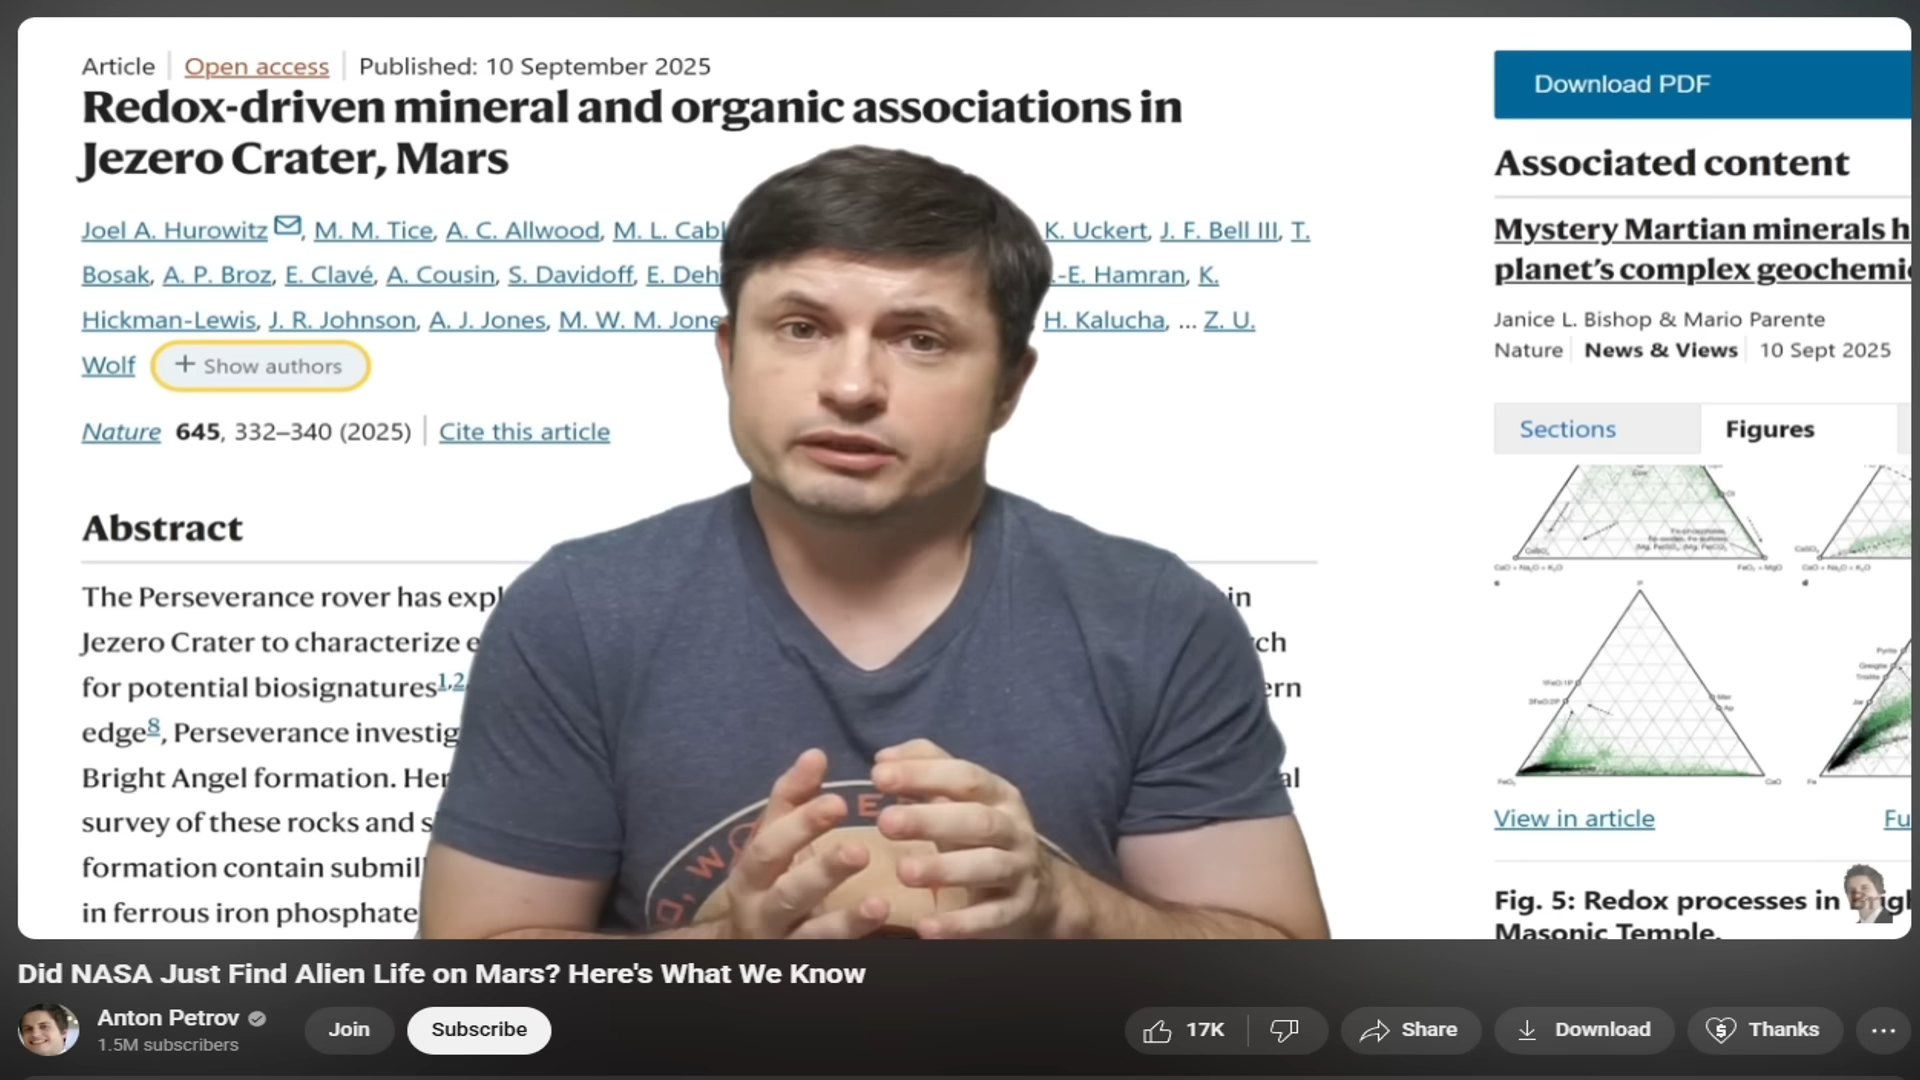 Article Open access Published: 10 September 2025
Redox-driven mineral and organic associations in
Jezero Crater, Mars
Joel A. Hurowitz, M. M. Tice, A. C. Allwood, M. L. Cabl K. Uckert, J. F. Bell III, T.
Bosak, A. P. Broz, E. Clavé, A. Cousin, S. Davidoff, E. Deh .-E. Hamran, K.
Hickman-Lewis, J. R. Johnson, A. J. Jones, M. W. M. Jone H. Kalucha, ... Z. U.
Wolf + Show authors
Nature 645, 332–340 (2025) Cite this article
Abstract
The Perseverance rover has expl in
Jezero Crater to characterize e ch
for potential biosignatures1,2 ern
edge8, Perseverance investig
Bright Angel formation. Her al
survey of these rocks and s
formation contain submill
in ferrous iron phosphate
Download PDF
Associated content
Mystery Martian minerals h
planet's complex geochemi
Janice L. Bishop & Mario Parente
Nature News & Views 10 Sept 2025
Sections Figures
View in article Fu
Fig. 5: Redox processes in Brigh
Masonic Temple.
Did NASA Just Find Alien Life on Mars? Here's What We Know
Anton Petrov
1.5M subscribers
Join Subscribe 17K Share Download Thanks ...